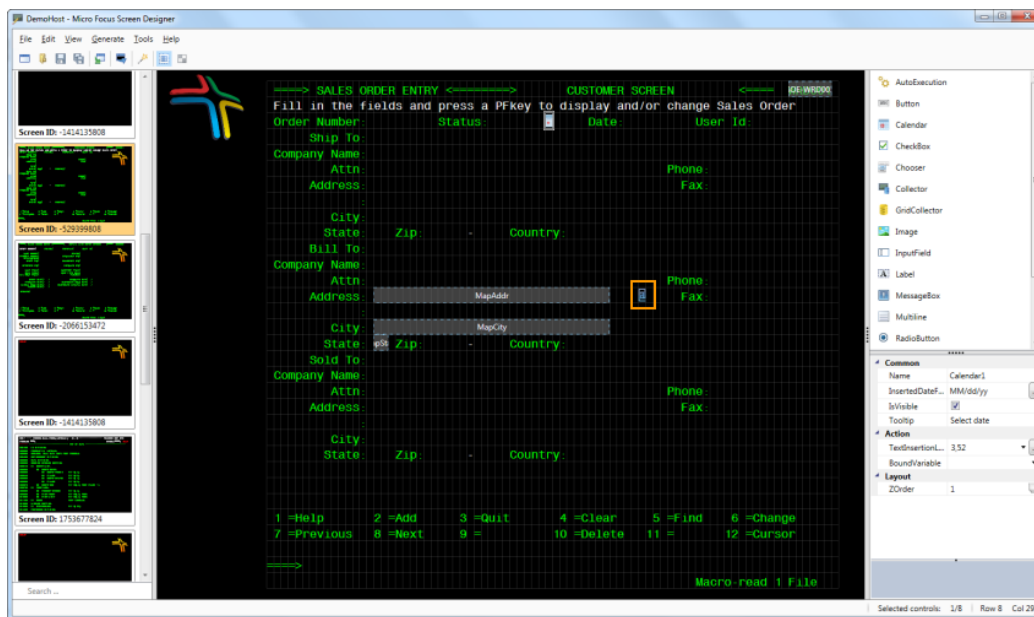 DemoHost - Micro Focus Screen Designer
File Edit View Generate Tools Help
Screen ID: -1414135808
Screen ID: -529399808
Screen ID: -2066153472
Screen ID: -1414135808
Screen ID: 1753677824
Search ...
====> SALES ORDER ENTRY <========> CUSTOMER SCREEN <====
Fill in the fields and press a PFkey to display and/or change Sales Order
Order Number: Status: Date: User Id:
Ship To:
Company Name:
Attn: Phone:
Address: Fax:
:
City:
State: Zip: - Country:
Bill To:
Company Name:
Attn: Phone:
Address: MapAddr Fax:
City: MapCity
State: Zip: - Country:
Sold To:
Company Name:
Attn: Phone:
Address: Fax:
:
City:
State: Zip: - Country:
1 =Help 2 =Add 3 =Quit 4 =Clear 5 =Find 6 =Change
7 =Previous 8 =Next 9 = 10 =Delete 11 = 12 =Cursor
====>
Macro-read 1 File
AutoExecution
Button
Calendar
CheckBox
Chooser
Collector
GridCollector
Image
InputField
Label
MessageBox
Multiline
RadioButton
Common
Name Calendar1
InsertedDateF... MM/dd/yy
IsVisible
Tooltip Select date
Action
TextInsertionL... 3,52
BoundVariable
Layout
ZOrder 1
Selected controls: 1/8 Row 8 Col 29